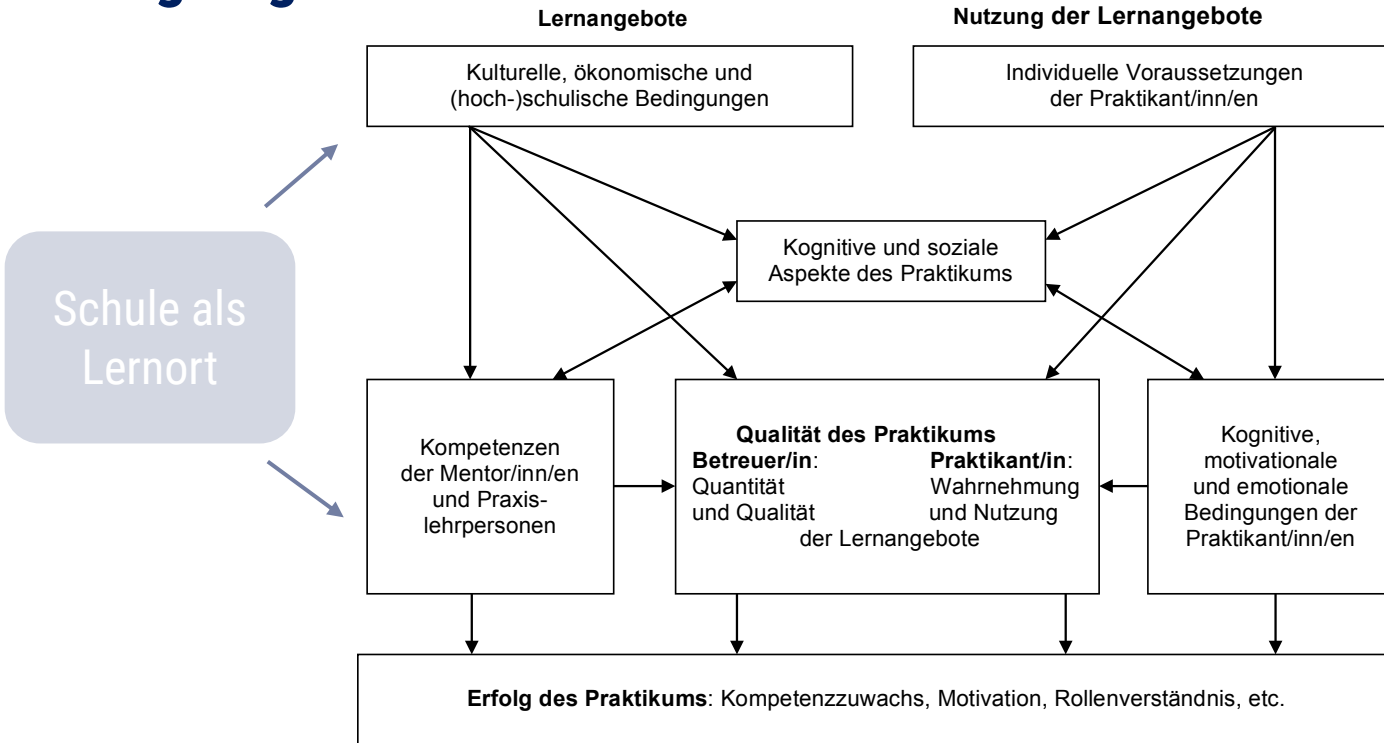 Lernangebote
Nutzung der Lernangebote
Kulturelle, ökonomische und
(hoch-)schulische Bedingungen
Individuelle Voraussetzungen
der Praktikant/inn/en
Kognitive und soziale
Aspekte des Praktikums
Schule als
Lernort
Kompetenzen
der Mentor/inn/en
und Praxis-
lehrpersonen
Qualität des Praktikums
Betreuer/in: Praktikant/in:
Quantität Wahrnehmung
und Qualität und Nutzung
der Lernangebote
Kognitive,
motivationale
und emotionale
Bedingungen der
Praktikant/inn/en
Erfolg des Praktikums: Kompetenzzuwachs, Motivation, Rollenverständnis, etc.